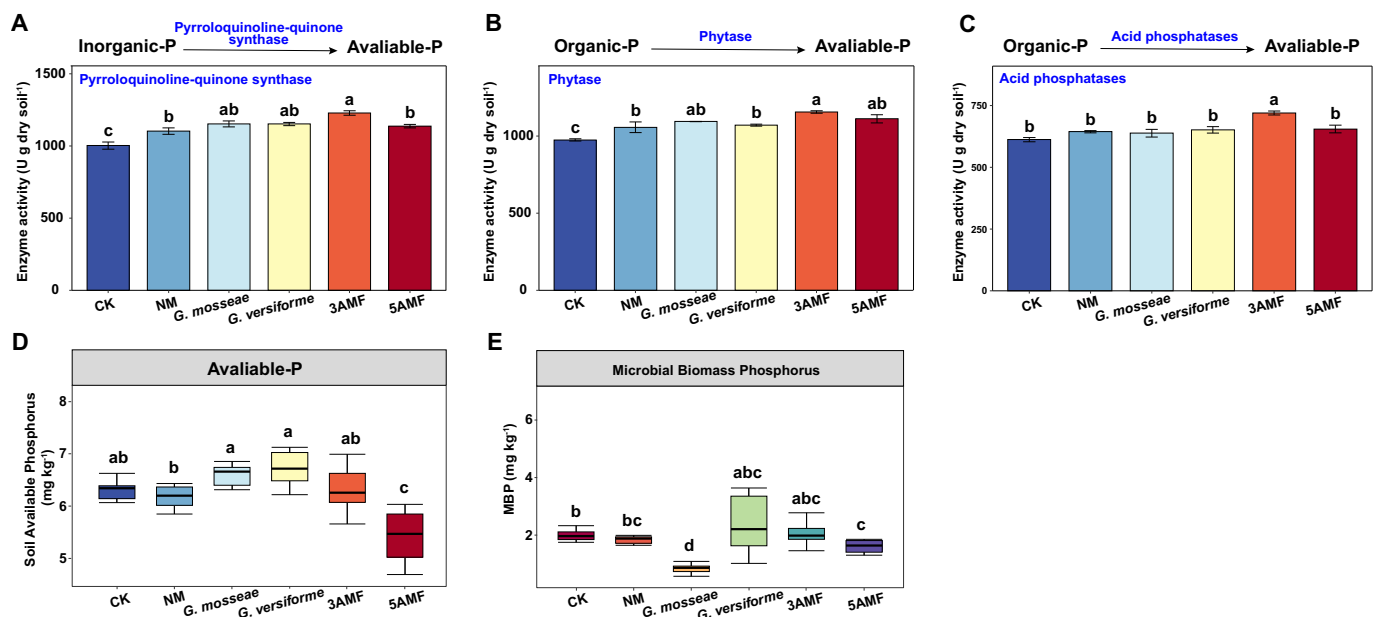 A
Pyrroloquinoline-quinone
synthase
Inorganic-P
Avaliable-P
Pyrroloquinoline-quinone synthase
Enzyme activity (U g dry soil⁻¹)
1500
1000
500
0
c
b
ab
ab
a
b
CK
NM
G. mosseae
G. versiforme
3AMF
5AMF
B
Phytase
Organic-P
Avaliable-P
Phytase
Enzyme activity (U g dry soil⁻¹)
1000
500
0
c
b
ab
b
a
ab
CK
NM
G. mosseae
G. versiforme
3AMF
5AMF
C
Acid phosphatases
Organic-P
Avaliable-P
Acid phosphatases
Enzyme activity (U g dry soil⁻¹)
750
500
250
0
b
b
b
b
a
b
CK
NM
G. mosseae
G. versiforme
3AMF
5AMF
D
Avaliable-P
Soil Available Phosphorus
(mg kg⁻¹)
8
7
6
5
ab
b
a
a
ab
c
CK
NM
G. mosseae
G. versiforme
3AMF
5AMF
E
Microbial Biomass Phosphorus
MBP (mg kg⁻¹)
6
4
2
0
b
bc
d
abc
abc
c
CK
NM
G. mosseae
G. versiforme
3AMF
5AMF